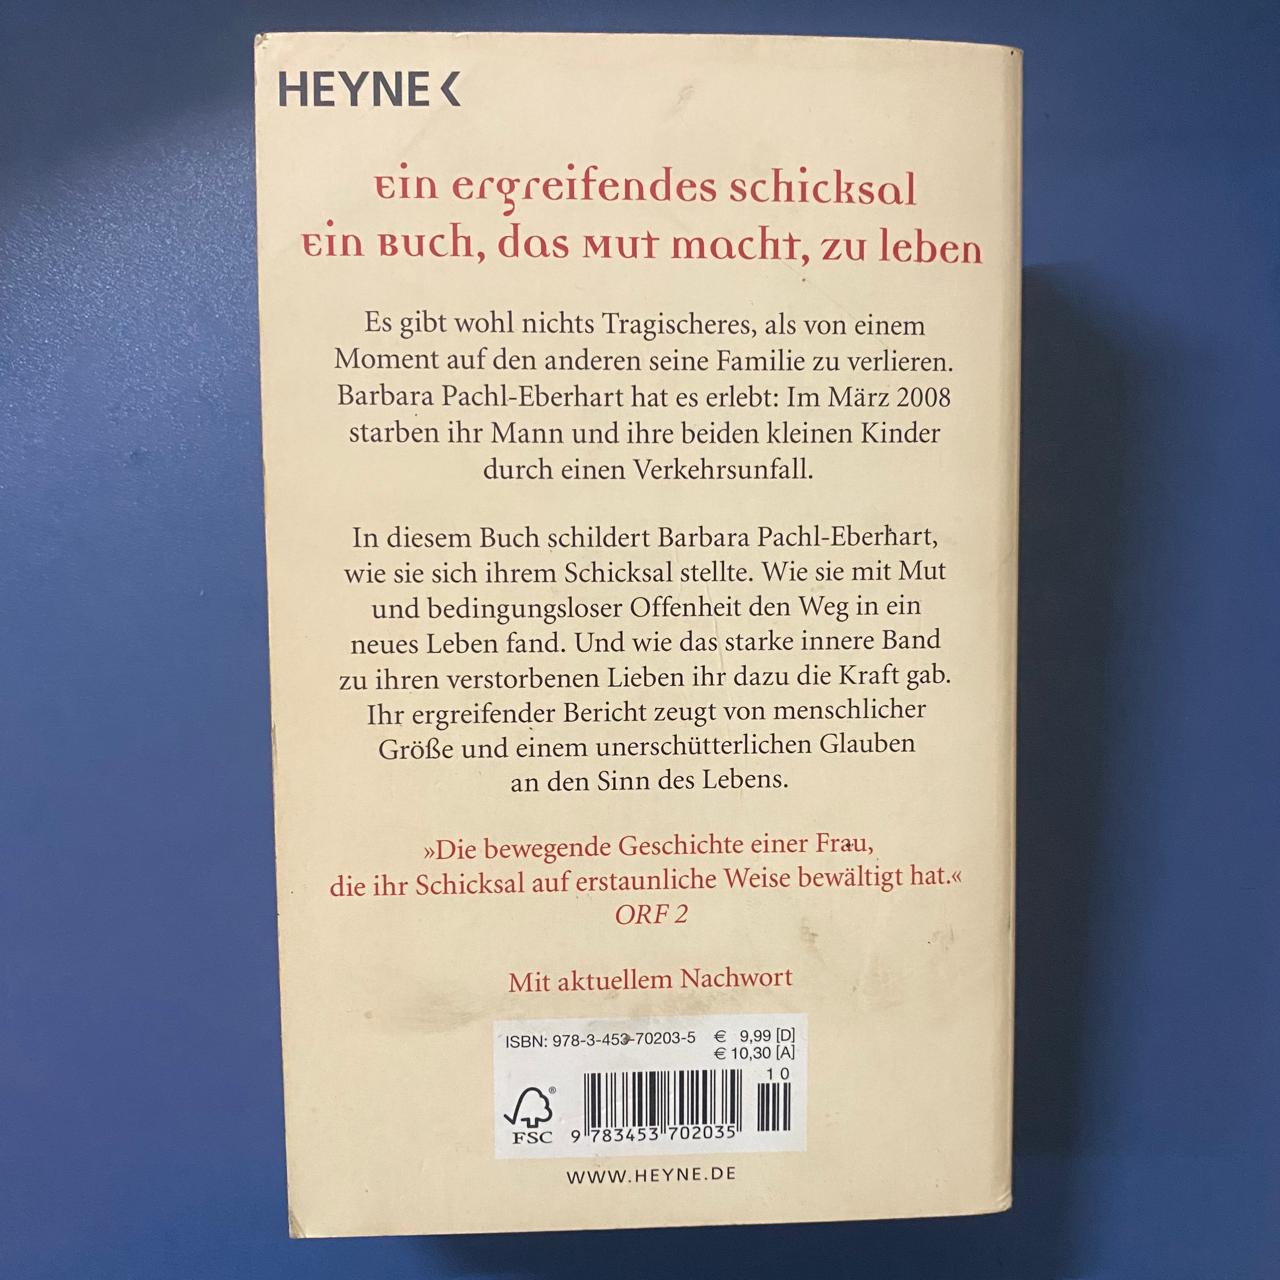 HEYNE <
Ein ergreifendes Schicksal
Ein Buch, das Mut macht, zu leben
Es gibt wohl nichts Tragischeres, als von einem
Moment auf den anderen seine Familie zu verlieren.
Barbara Pachl-Eberhart hat es erlebt: Im März 2008
starben ihr Mann und ihre beiden kleinen Kinder
durch einen Verkehrsunfall.
In diesem Buch schildert Barbara Pachl-Eberhart,
wie sie sich ihrem Schicksal stellte. Wie sie mit Mut
und bedingungsloser Offenheit den Weg in ein
neues Leben fand. Und wie das starke innere Band
zu ihren verstorbenen Lieben ihr dazu die Kraft gab.
Ihr ergreifender Bericht zeugt von menschlicher
Größe und einem unerschütterlichen Glauben
an den Sinn des Lebens.
»Die bewegende Geschichte einer Frau,
die ihr Schicksal auf erstaunliche Weise bewältigt hat.«
ORF 2
Mit aktuellem Nachwort
ISBN: 978-3-453-70203-5 € 9,99 [D]
€ 10,30 [A]
10
FSC ®
9 783453 702035
WWW.HEYNE.DE